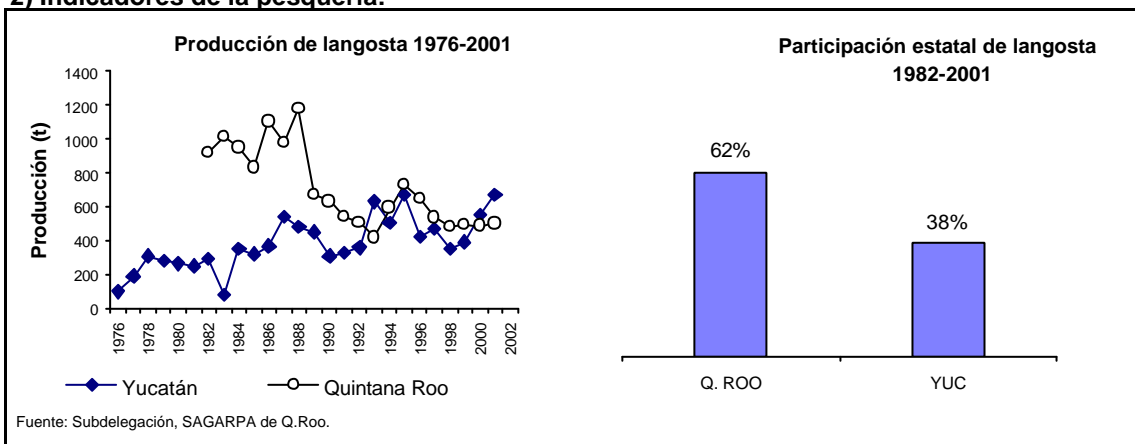 2) Indicadores de la pesquería.
Producción de langosta 1976-2001
Producción (t)
1400
1200
1000
800
600
400
200
0
1976
1978
1980
1982
1984
1986
1988
1990
1992
1994
1996
1998
2000
2002
Yucatán
Quintana Roo
Participación estatal de langosta
1982-2001
62%
38%
Q. ROO
YUC
Fuente: Subdelegación, SAGARPA de Q.Roo.